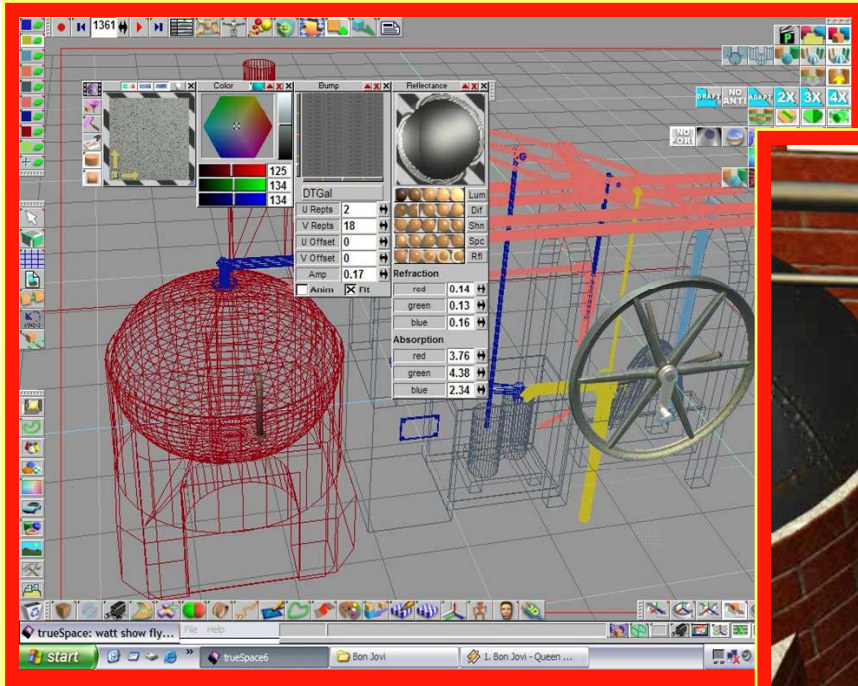 1361
Color
Bump
Reflectance
125
134
134
DTGal
U Repts 2
V Repts 18
U Offset 0
V Offset 0
Amp 0.17
Anim Flt
Lum
Dif
Shn
Spc
Rfl
Refraction
red 0.14
green 0.13
blue 0.16
Absorption
red 3.76
green 4.38
blue 2.34
P
DRAFT NO ANTI ADAPT 2X 3X 4X
NO
trueSpace: watt show fly...
File Help
start
trueSpace6
Bon Jovi
1. Bon Jovi - Queen ...